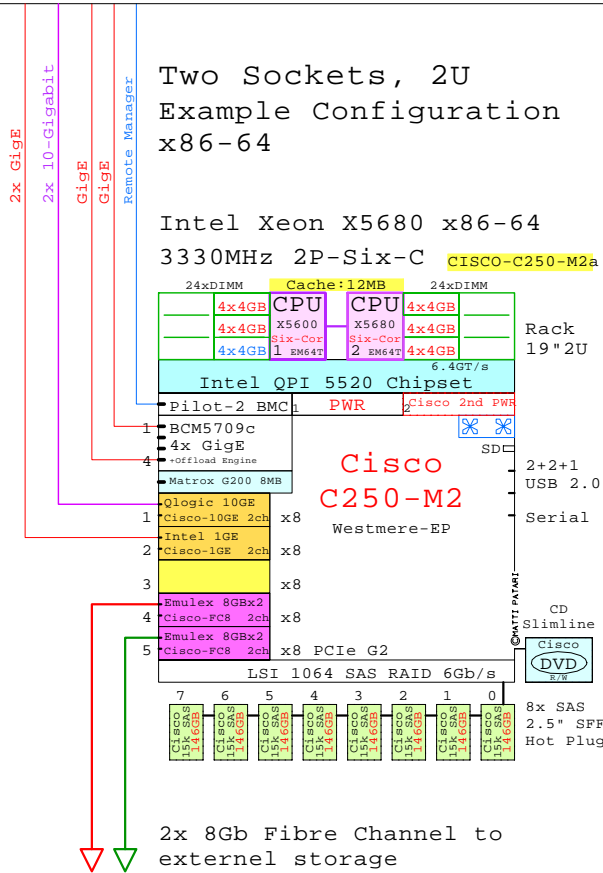 Two Sockets, 2U
Example Configuration
x86-64
2x GigE
2x 10-Gigabit
GigE
GigE
Remote Manager
Intel Xeon X5680 x86-64
3330MHz 2P-Six-C
CISCO-C250-M2a
24xDIMM
Cache:12MB
24xDIMM
4x4GB
CPU
CPU
4x4GB
4x4GB
X5600
X5680
4x4GB
Six-Cor
Six-Cor
4x4GB
1 EM64T
2 EM64T
4x4GB
Rack
19"2U
6.4GT/s
Intel QPI 5520 Chipset
Pilot-2 BMC
1
PWR
2
Cisco 2nd PWR
1
BCM5709c
4x GigE
4
+Offload Engine
SD
Matrox G200 8MB
Cisco
C250-M2
Westmere-EP
2+2+1
USB 2.0
Serial
Qlogic 10GE
1
Cisco-10GE 2ch
x8
Intel 1GE
2
Cisco-1GE 2ch
x8
3
x8
Emulex 8GBx2
4
Cisco-FC8 2ch
x8
Emulex 8GBx2
5
Cisco-FC8 2ch
x8 PCIe G2
©MATTI PATARI
CD
Slimline
Cisco
DVD
R/W
LSI 1064 SAS RAID 6Gb/s
7
6
5
4
3
2
1
0
Cisco
15k SAS
146GB
Cisco
15k SAS
146GB
Cisco
15k SAS
146GB
Cisco
15k SAS
146GB
Cisco
15k SAS
146GB
Cisco
15k SAS
146GB
Cisco
15k SAS
146GB
Cisco
15k SAS
146GB
8x SAS
2.5" SFF
Hot Plug
2x 8Gb Fibre Channel to
externel storage